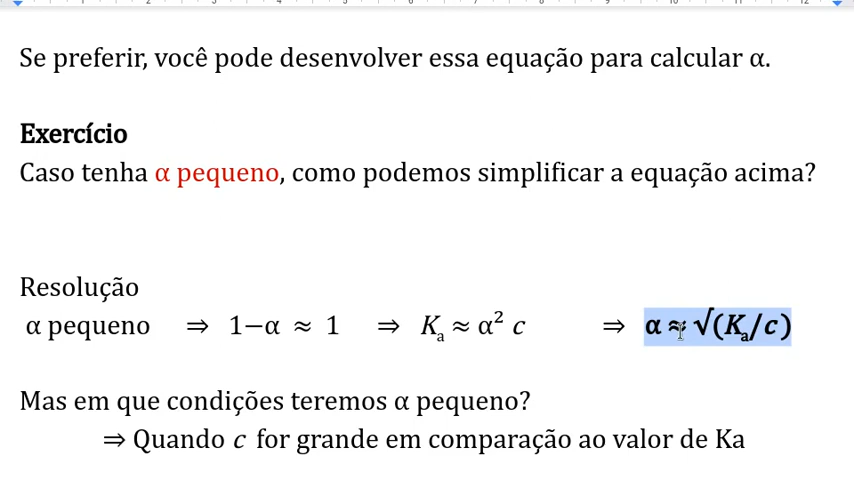 Se preferir, você pode desenvolver essa equação para calcular α.
Exercício
Caso tenha α pequeno, como podemos simplificar a equação acima?
Resolução
α pequeno ⇒ 1−α ≈ 1 ⇒ Kₐ ≈ α² c ⇒ α ≈ √(Kₐ/c)
Mas em que condições teremos α pequeno?
⇒ Quando c for grande em comparação ao valor de Ka